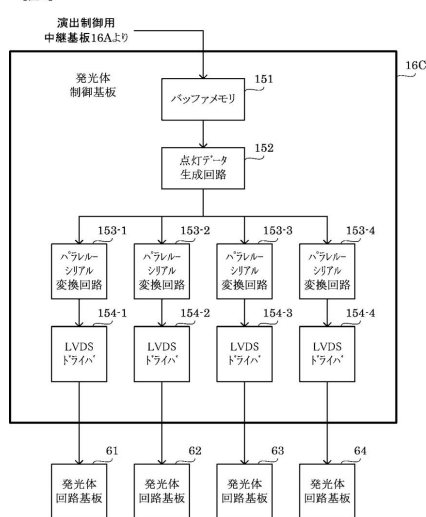 演出制御用
中継基板16Aより
16C
発光体
制御基板
151
バッファメモリ
152
点灯データ
生成回路
153-1
153-2
153-3
153-4
パラレルー
シリアル
変換回路
パラレルー
シリアル
変換回路
パラレルー
シリアル
変換回路
パラレルー
シリアル
変換回路
154-1
154-2
154-3
154-4
LVDS
ドライバ
LVDS
ドライバ
LVDS
ドライバ
LVDS
ドライバ
61
62
63
64
発光体
回路基板
発光体
回路基板
発光体
回路基板
発光体
回路基板